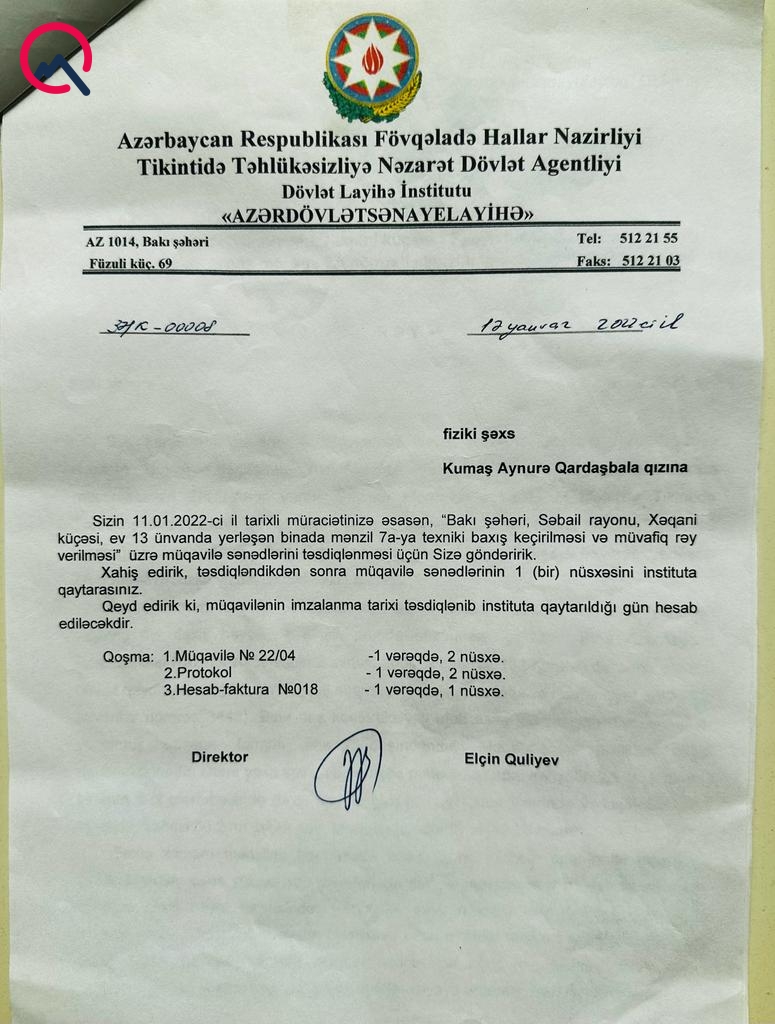 Azərbaycan Respublikası Fövqəladə Hallar Nazirliyi
Tikintidə Təhlükəsizliyə Nəzarət Dövlət Agentliyi
Dövlət Layihə İnstitutu
«AZƏRDÖVLƏTSƏNAYELAYİHƏ»
AZ 1014, Bakı şəhəri
Tel: 512 21 55
Füzuli küç. 69
Faks: 512 21 03
-00008
yanvar 2022ci il
fiziki şəxs
Kumaş Aynurə Qardaşbala qızına
Sizin 11.01.2022-ci il tarixli müraciətinizə əsasən, “Bakı şəhəri, Səbail rayonu, Xəqani
küçəsi, ev 13 ünvanda yerləşən binada mənzil 7a-ya texniki baxış keçirilməsi və müvafiq rəy
verilməsi” üzrə müqavilə sənədlərini təsdiqlənməsi üçün Sizə göndəririk.
Xahiş edirik, təsdiqləndikdən sonra müqavilə sənədlərinin 1 (bir) nüsxəsini instituta
qaytarasınız.
Qeyd edirik ki, müqavilənin imzalanma tarixi təsdiqlənib instituta qaytarıldığı gün hesab
ediləcəkdir.
Qoşma: 1.Müqavilə № 22/04 -1 vərəqdə, 2 nüsxə.
2.Protokol - 1 vərəqdə, 2 nüsxə.
3.Hesab-faktura №018 - 1 vərəqdə, 1 nüsxə.
Direktor
Elçin Quliyev